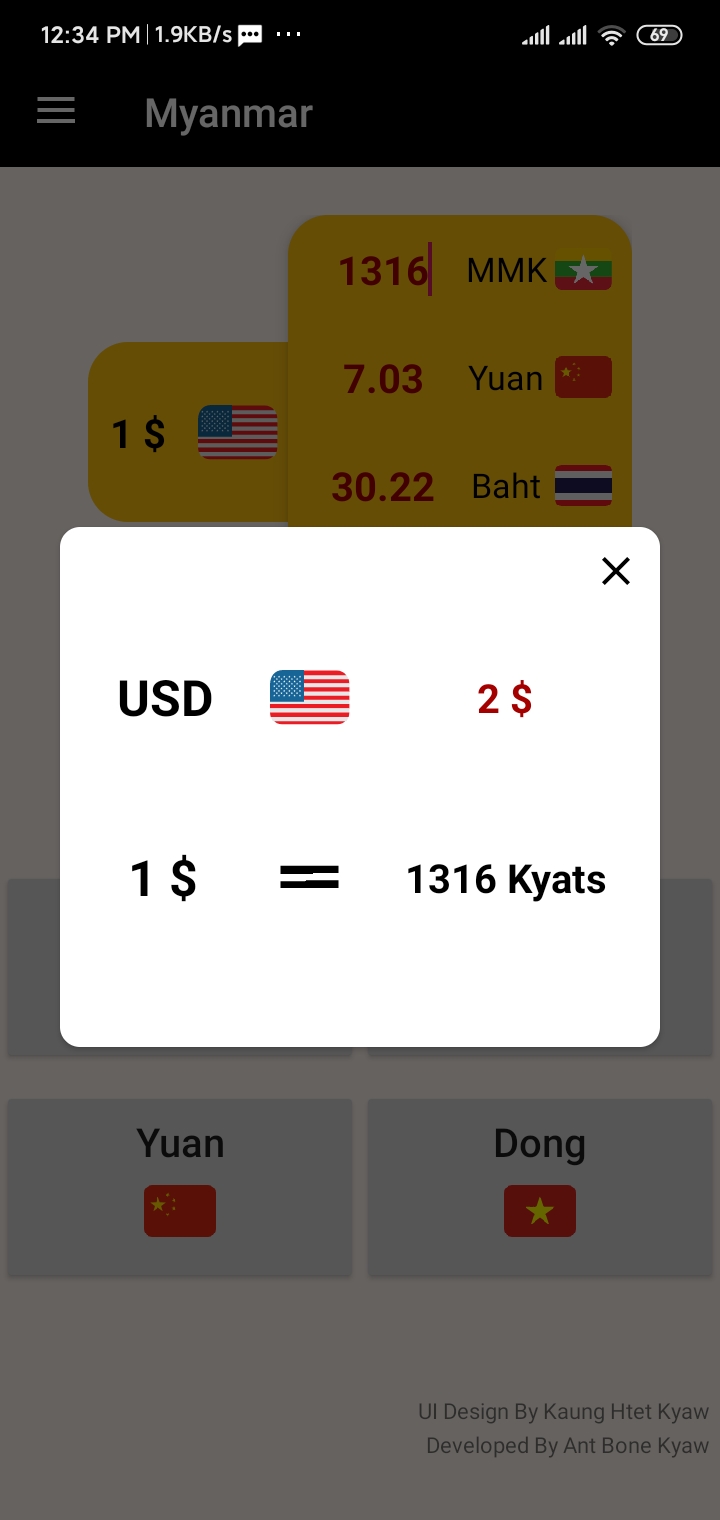 12:34 PM 1.9KB/s ... 69
Myanmar
1316 MMK
7.03 Yuan
1 $
30.22 Baht
USD 2 $
1 $ = 1316 Kyats
Yuan Dong
UI Design By Kaung Htet Kyaw
Developed By Ant Bone Kyaw